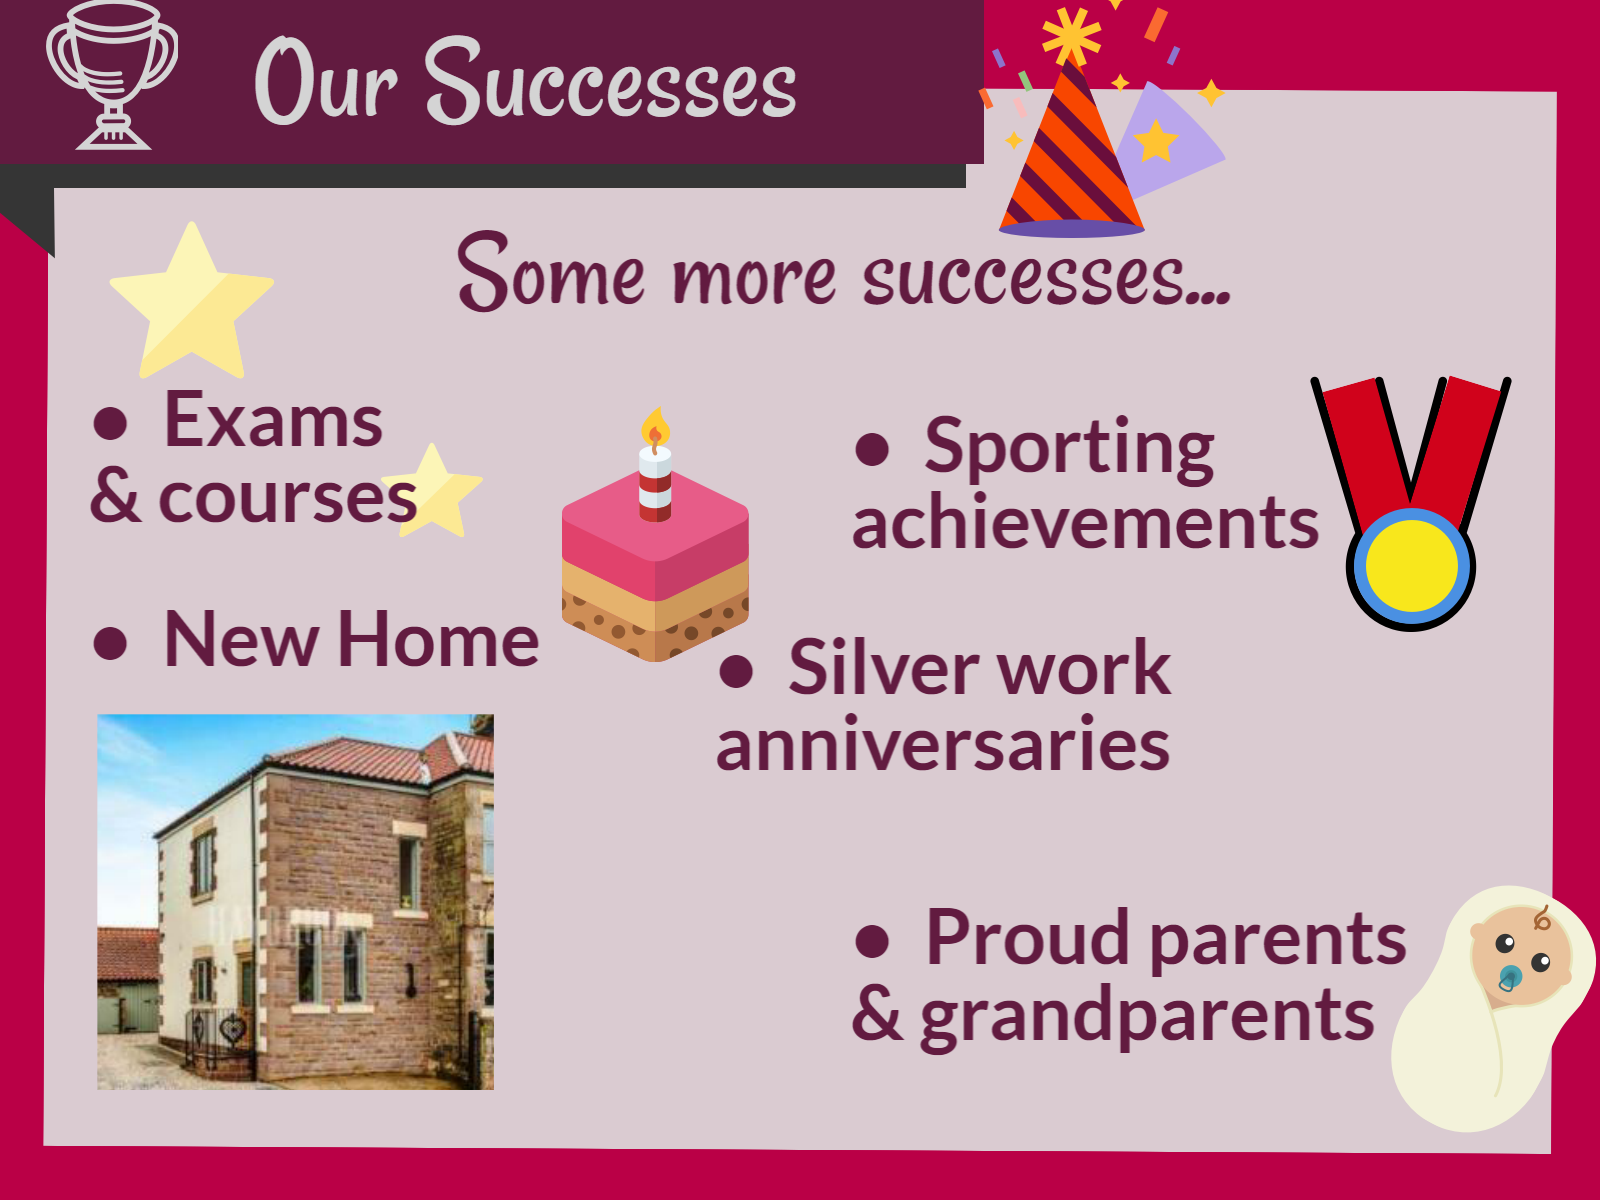 Our Successes
Some more successes...
● Exams
& courses
● New Home
● Sporting
achievements
● Silver work
anniversaries
● Proud parents
& grandparents